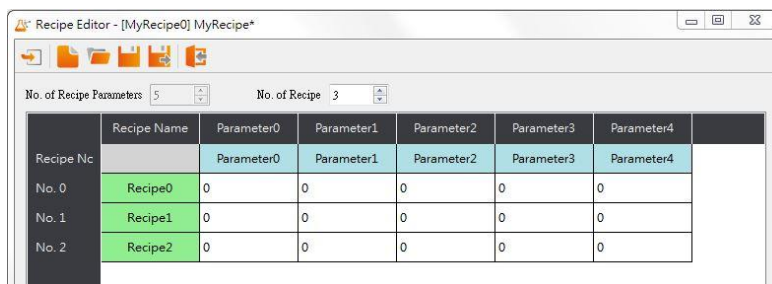 Recipe Editor - [MyRecipe0] MyRecipe*
No. of Recipe Parameters 5 No. of Recipe 3
Recipe Name Parameter0 Parameter1 Parameter2 Parameter3 Parameter4
Recipe Nc Parameter0 Parameter1 Parameter2 Parameter3 Parameter4
No. 0 Recipe0 0 0 0 0 0
No. 1 Recipe1 0 0 0 0 0
No. 2 Recipe2 0 0 0 0 0